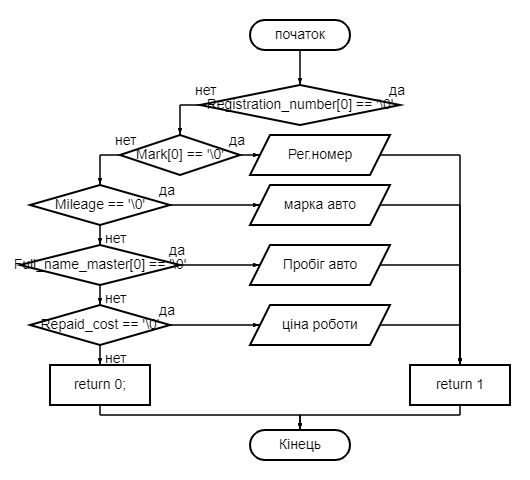 початок
нет
да
Registration_number[0] == '\0'
нет
да
Mark[0] == '\0'
Рег.номер
да
Mileage == '\0'
марка авто
нет
да
Full_name_master[0] == '\0'
Пробіг авто
нет
да
Repaid_cost == '\0'
ціна роботи
нет
return 0;
return 1
Кінець